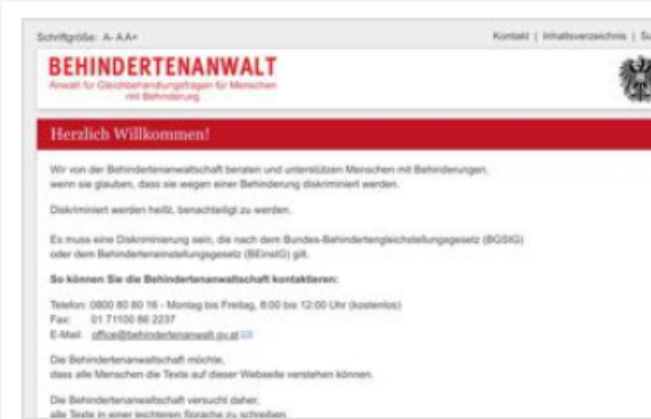 Schriftgröße: A- A A+
Kontakt | Inhaltsverzeichnis | Su
BEHINDERTENANWALT
Anwalt für Gleichbehandlungsfragen für Menschen
mit Behinderung
Herzlich Willkommen!
Wir von der Behindertenanwaltschaft beraten und unterstützen Menschen mit Behinderungen,
wenn sie glauben, dass sie wegen einer Behinderung diskriminiert werden.
Diskriminiert werden heißt, benachteiligt zu werden.
Es muss eine Diskriminierung sein, die nach dem Bundes-Behindertengleichstellungsgesetz (BGStG)
oder dem Behinderteneinstellungsgesetz (BEinstG) gilt.
So können Sie die Behindertenanwaltschaft kontaktieren:
Telefon: 0800 80 80 16 - Montag bis Freitag, 8:00 bis 12:00 Uhr (kostenlos)
Fax: 01 71100 86 2237
E-Mail: office@behindertenanwalt.gv.at
Die Behindertenanwaltschaft möchte,
dass alle Menschen die Texte auf dieser Webseite verstehen können.
Die Behindertenanwaltschaft versucht daher,
alle Texte in einer leichteren Sprache zu schreiben.